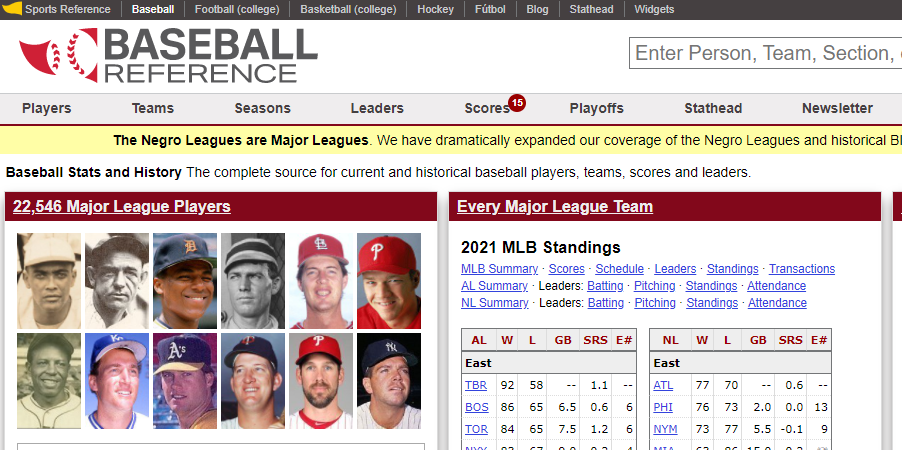 Sports Reference Baseball Football (college) Basketball (college) Hockey Fútbol Blog Stathead Widgets
BASEBALL
REFERENCE
Enter Person, Team, Section,
Players Teams Seasons Leaders Scores 15 Playoffs Stathead Newsletter
The Negro Leagues are Major Leagues. We have dramatically expanded our coverage of the Negro Leagues and historical
Baseball Stats and History The complete source for current and historical baseball players, teams, scores and leaders.
22,546 Major League Players
Every Major League Team
2021 MLB Standings
MLB Summary · Scores · Schedule · Leaders · Standings · Transactions
AL Summary · Leaders: Batting · Pitching · Standings · Attendance
NL Summary · Leaders: Batting · Pitching · Standings · Attendance
AL W L GB SRS E#
East
TBR 92 58 -- 1.1 --
BOS 86 65 6.5 0.6 6
TOR 84 65 7.5 1.2 6
NL W L GB SRS E#
East
ATL 77 70 -- 0.6 --
PHI 76 73 2.0 0.0 13
NYM 73 77 5.5 -0.1 9